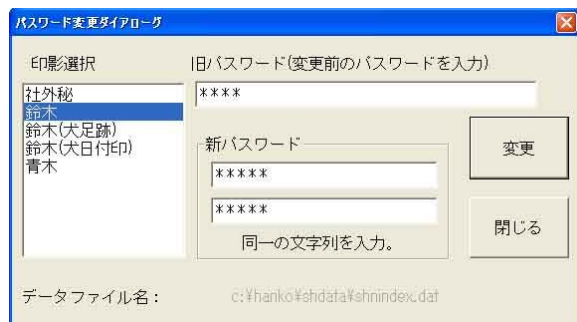 パスワード変更ダイアローグ
印影選択
旧パスワード(変更前のパスワードを入力)
社外秘
鈴木
鈴木(犬足跡)
鈴木(犬日付印)
青木
****
新パスワード
*****
*****
同一の文字列を入力。
変更
閉じる
データファイル名：
c:¥hanko¥shdata¥shnindex.dat